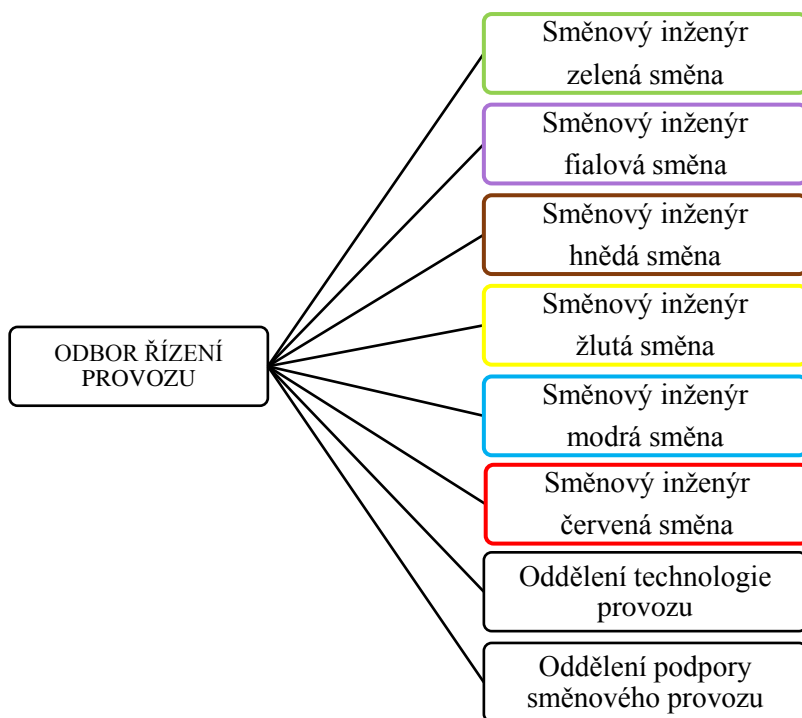 Směnový inženýr
zelená směna
Směnový inženýr
fialová směna
Směnový inženýr
hnědá směna
Směnový inženýr
žlutá směna
ODBOR ŘÍZENÍ
PROVOZU
Směnový inženýr
modrá směna
Směnový inženýr
červená směna
Oddělení technologie
provozu
Oddělení podpory
směnového provozu